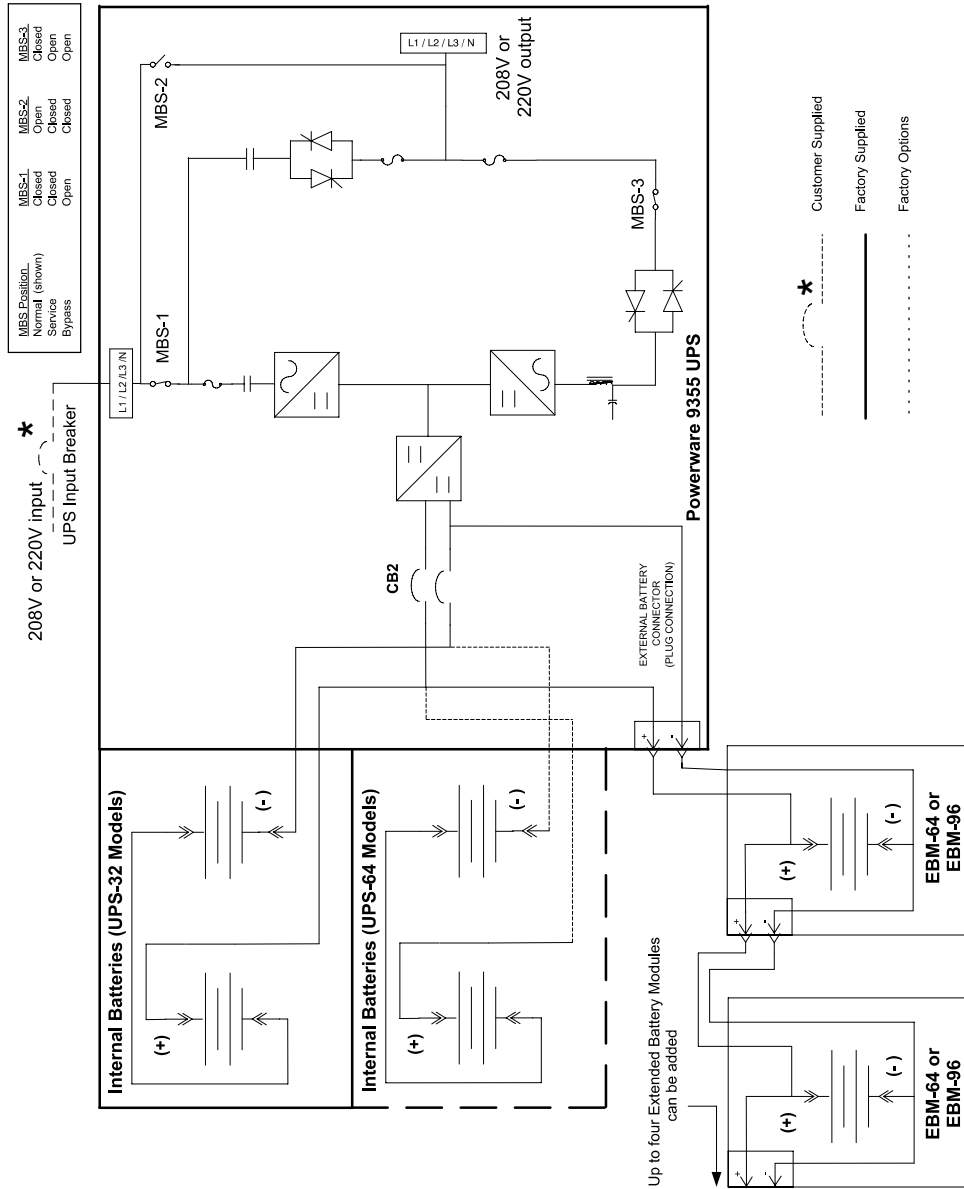 MBS Position MBS-1 MBS-2 MBS-3
Normal (shown) Closed Open Closed
Service Closed Closed Open
Bypass Open Closed Open
208V or 220V input *
UPS Input Breaker
L1 / L2 /L3 /N
MBS-1
MBS-2
L1 / L2 / L3 / N
208V or
220V output
MBS-3
CB2
EXTERNAL BATTERY
CONNECTOR
(PLUG CONNECTION)
+
-
Powerware 9355 UPS
Internal Batteries (UPS-32 Models)
(+)
(-)
Internal Batteries (UPS-64 Models)
(+)
(-)
Up to four Extended Battery Modules
can be added
+
-
(+)
(-)
EBM-64 or
EBM-96
+
-
(+)
(-)
EBM-64 or
EBM-96
* Customer Supplied
Factory Supplied
Factory Options